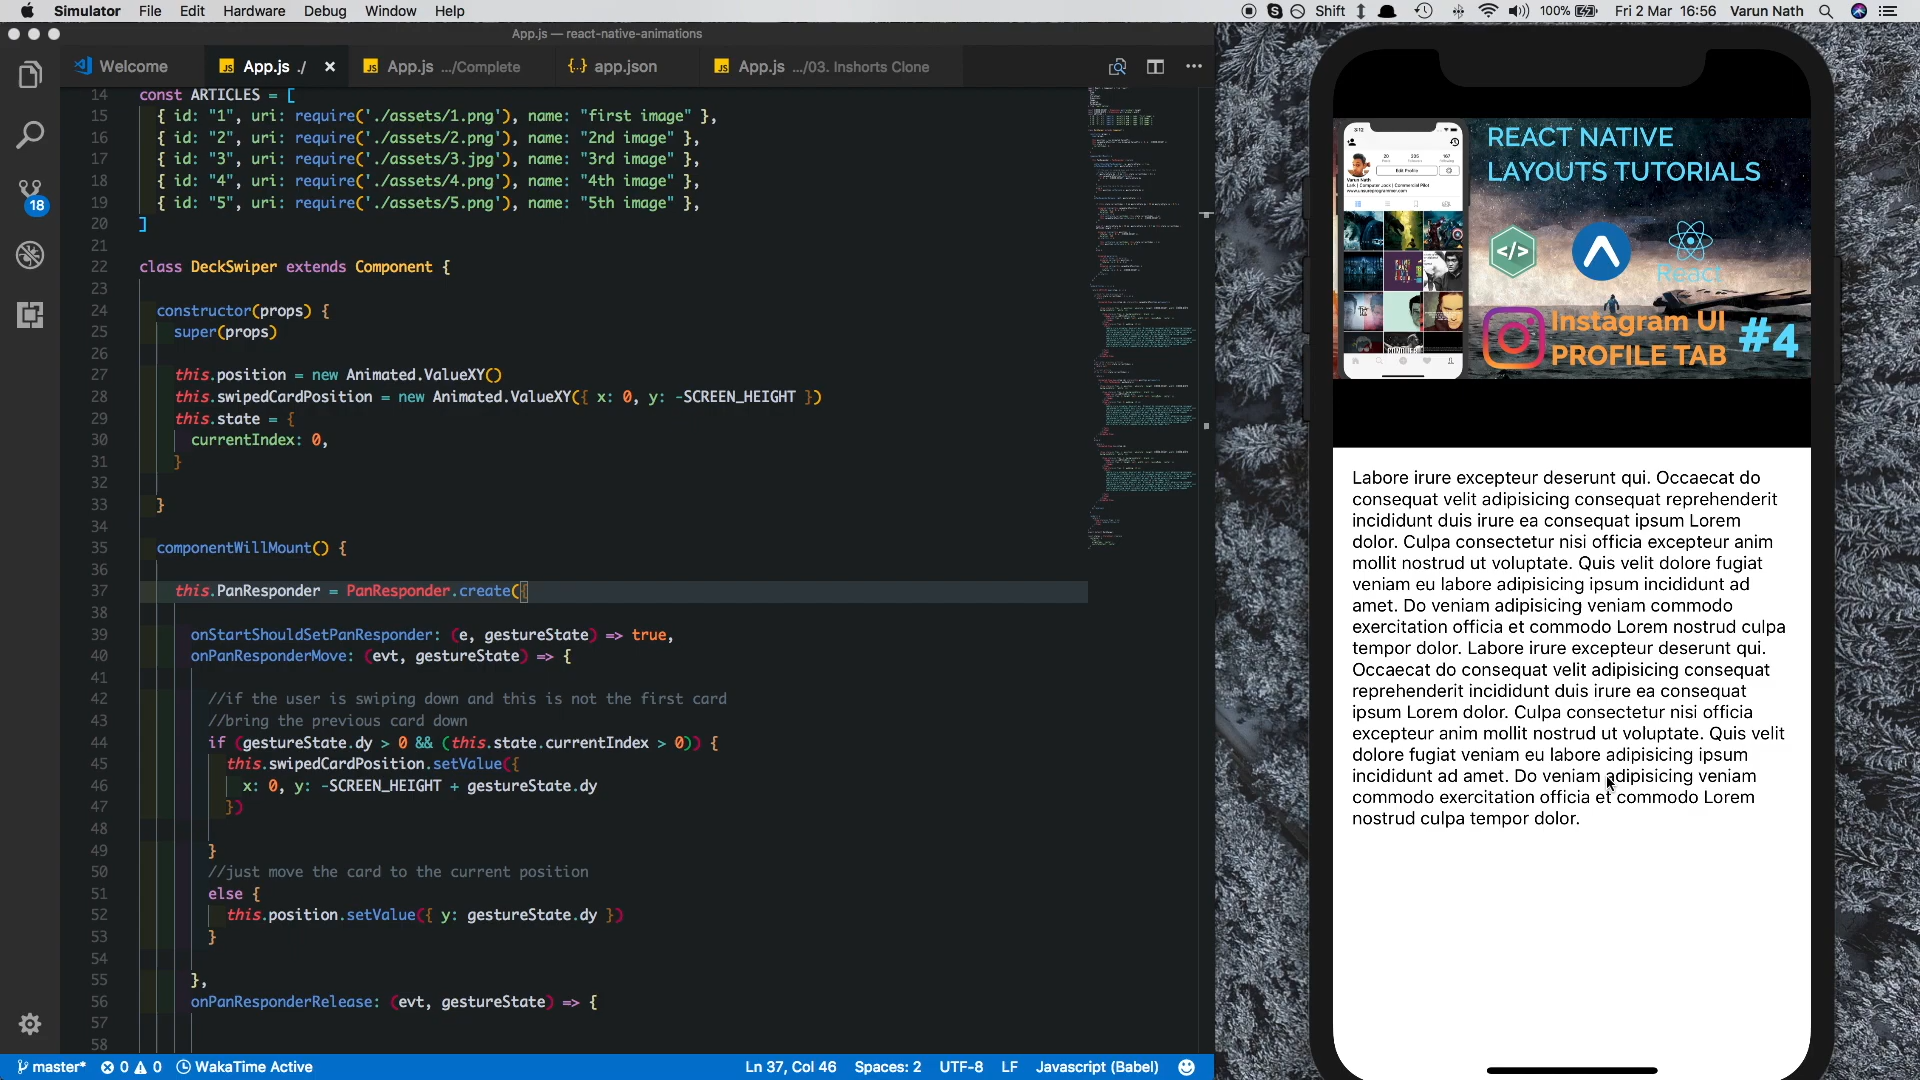 Simulator File Edit Hardware Debug Window Help
Shift 100% Fri 2 Mar 16:56 Varun Nath
App.js — react-native-animations
Welcome App.js ./ App.js .../Complete app.json App.js .../03. Inshorts Clone
14 const ARTICLES = [
15 { id: "1", uri: require('./assets/1.png'), name: "first image" },
16 { id: "2", uri: require('./assets/2.png'), name: "2nd image" },
17 { id: "3", uri: require('./assets/3.jpg'), name: "3rd image" },
18 { id: "4", uri: require('./assets/4.png'), name: "4th image" },
19 { id: "5", uri: require('./assets/5.png'), name: "5th image" },
20 ]
21
22 class DeckSwiper extends Component {
23
24 constructor(props) {
25 super(props)
26
27 this.position = new Animated.ValueXY()
28 this.swipedCardPosition = new Animated.ValueXY({ x: 0, y: -SCREEN_HEIGHT })
29 this.state = {
30 currentIndex: 0,
31 }
32
33 }
34
35 componentWillMount() {
36
37 this.PanResponder = PanResponder.create({
38
39 onStartShouldSetPanResponder: (e, gestureState) => true,
40 onPanResponderMove: (evt, gestureState) => {
41
42 //if the user is swiping down and this is not the first card
43 //bring the previous card down
44 if (gestureState.dy > 0 && (this.state.currentIndex > 0)) {
45 this.swipedCardPosition.setValue({
46 x: 0, y: -SCREEN_HEIGHT + gestureState.dy
47 })
48
49 }
50 //just move the card to the current position
51 else {
52 this.position.setValue({ y: gestureState.dy })
53 }
54
55 },
56 onPanResponderRelease: (evt, gestureState) => {
57
58
18
master* 0 0 WakaTime Active Ln 37, Col 46 Spaces: 2 UTF-8 LF Javascript (Babel)
3:12
Edit Profile
Varun Nath
REACT NATIVE
LAYOUTS TUTORIALS
</>
React
Instagram UI
PROFILE TAB #4
Labore irure excepteur deserunt qui. Occaecat do
consequat velit adipisicing consequat reprehenderit
incididunt duis irure ea consequat ipsum Lorem
dolor. Culpa consectetur nisi officia excepteur anim
mollit nostrud ut voluptate. Quis velit dolore fugiat
veniam eu labore adipisicing ipsum incididunt ad
amet. Do veniam adipisicing veniam commodo
exercitation officia et commodo Lorem nostrud culpa
tempor dolor. Labore irure excepteur deserunt qui.
Occaecat do consequat velit adipisicing consequat
reprehenderit incididunt duis irure ea consequat
ipsum Lorem dolor. Culpa consectetur nisi officia
excepteur anim mollit nostrud ut voluptate. Quis velit
dolore fugiat veniam eu labore adipisicing ipsum
incididunt ad amet. Do veniam adipisicing veniam
commodo exercitation officia et commodo Lorem
nostrud culpa tempor dolor.